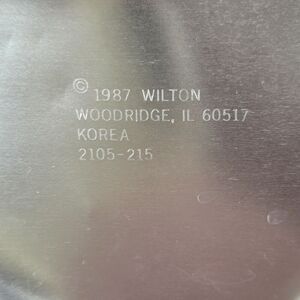 © 1987 WILTON
WOODRIDGE, IL 60517
KOREA
2105-215